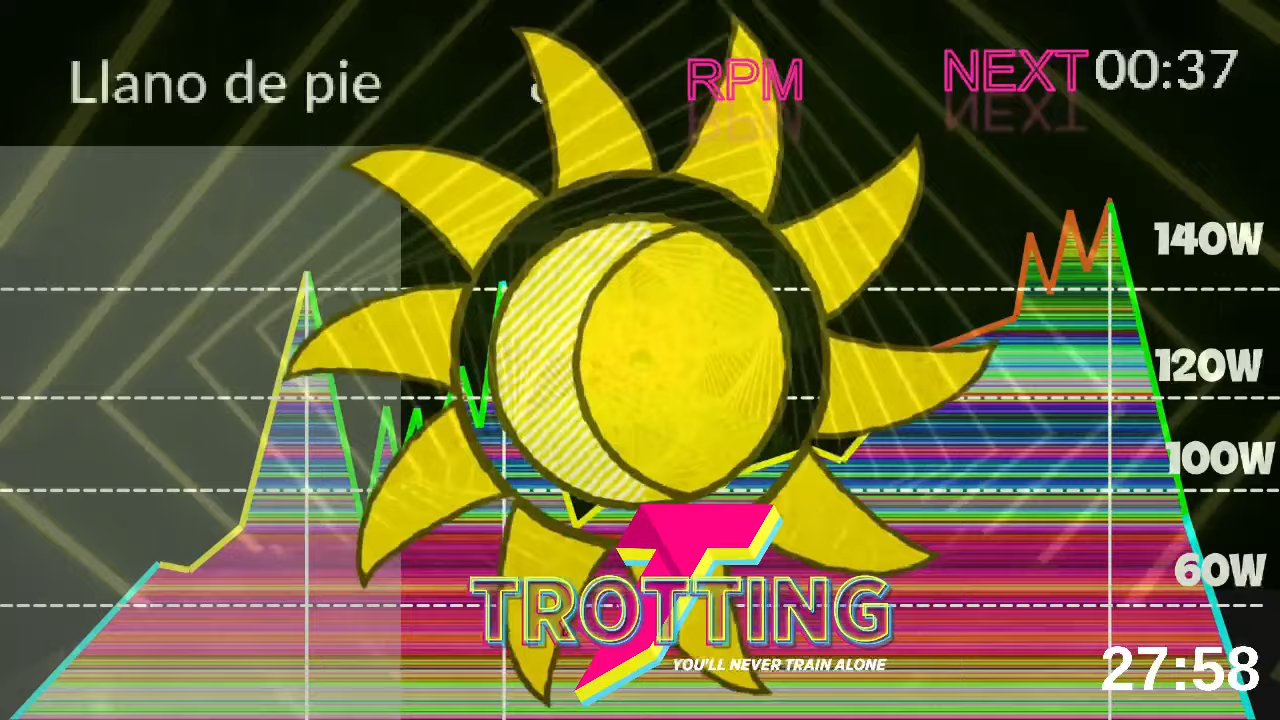 Llano de pie
RPM
NEXT 00:37
140W
120W
100W
60W
TROTTING
YOU'LL NEVER TRAIN ALONE
27:58